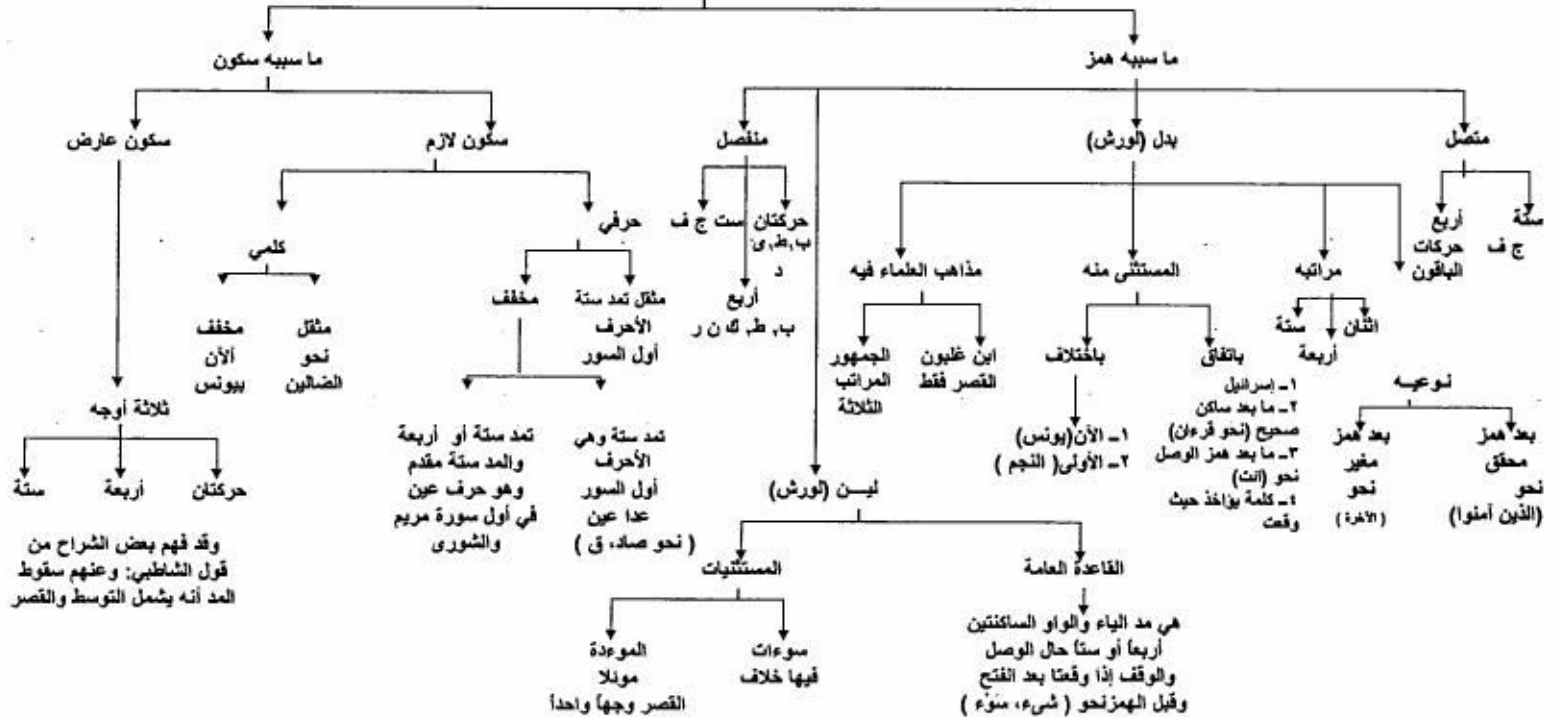 ما سببه همز
ما سببه سكون
متصل
بدل (لورش)
منفصل
سكون لازم
سكون عارض
ستة
ج ف
أربع
حركات
الباقون
مراتبه
اثنان
أربعة
ستة
المستثنى منه
مذاهب العلماء فيه
حركتان
ب, ط, ى
د
ست ج ف
أربع
ب, ط, ك ن ر
حرفي
كلمي
نوعيه
بعد همز
محقق
نحو
(الذين آمنوا)
بعد همز
مغير
نحو
(الآخرة)
باتفاق
١ـ إسرائيل
٢ـ ما بعد ساكن
صحيح (نحو قرءان)
٣ـ ما بعد همز الوصل
نحو (ائت)
٤ـ كلمة يؤاخذ حيث
وقعت
باختلاف
١ـ الآن(يونس)
٢ـ الأولى( النجم )
ابن غلبون
القصر فقط
الجمهور
المراتب
الثلاثة
مثقل تمد ستة
الأحرف
أول السور
مخفف
تمد ستة وهي
الأحرف
أول السور
عدا عين
( نحو صاد، ق )
تمد ستة أو أربعة
والمد ستة مقدم
وهو حرف عين
في أول سورة مريم
والشورى
مثقل
نحو
الضالين
مخفف
ألآن
بيونس
ثلاثة أوجه
حركتان
أربعة
ستة
وقد فهم بعض الشراح من
قول الشاطبي: وعنهم سقوط
المد أنه يشمل التوسط والقصر
ليـــن (لورش)
القاعدة العامة
هي مد الياء والواو الساكنتين
أربعاً أو ستاً حال الوصل
والوقف إذا وقعتا بعد الفتح
وقبل الهمزنحو ( شيء، سَوْء )
المستثنيات
سوءات
فيها خلاف
الموءدة
موئلا
القصر وجهاً واحداً